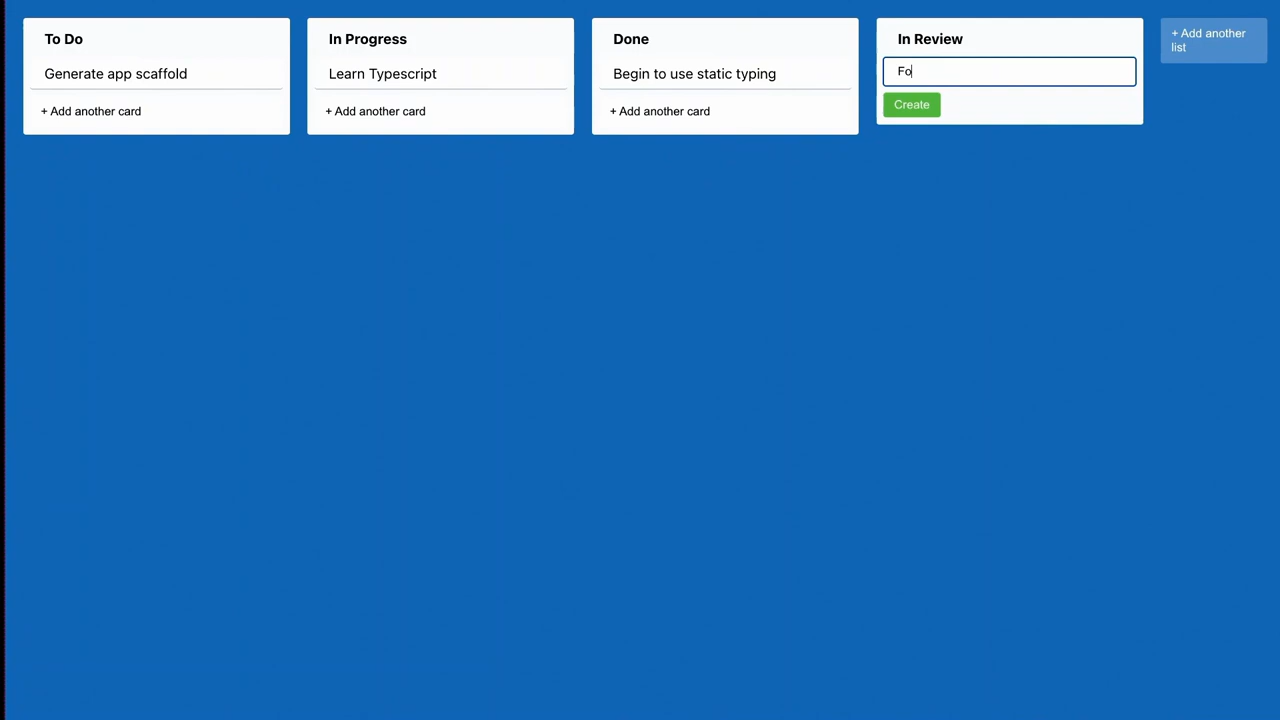 To Do
Generate app scaffold
+ Add another card
In Progress
Learn Typescript
+ Add another card
Done
Begin to use static typing
+ Add another card
In Review
Fo
Create
+ Add another
list